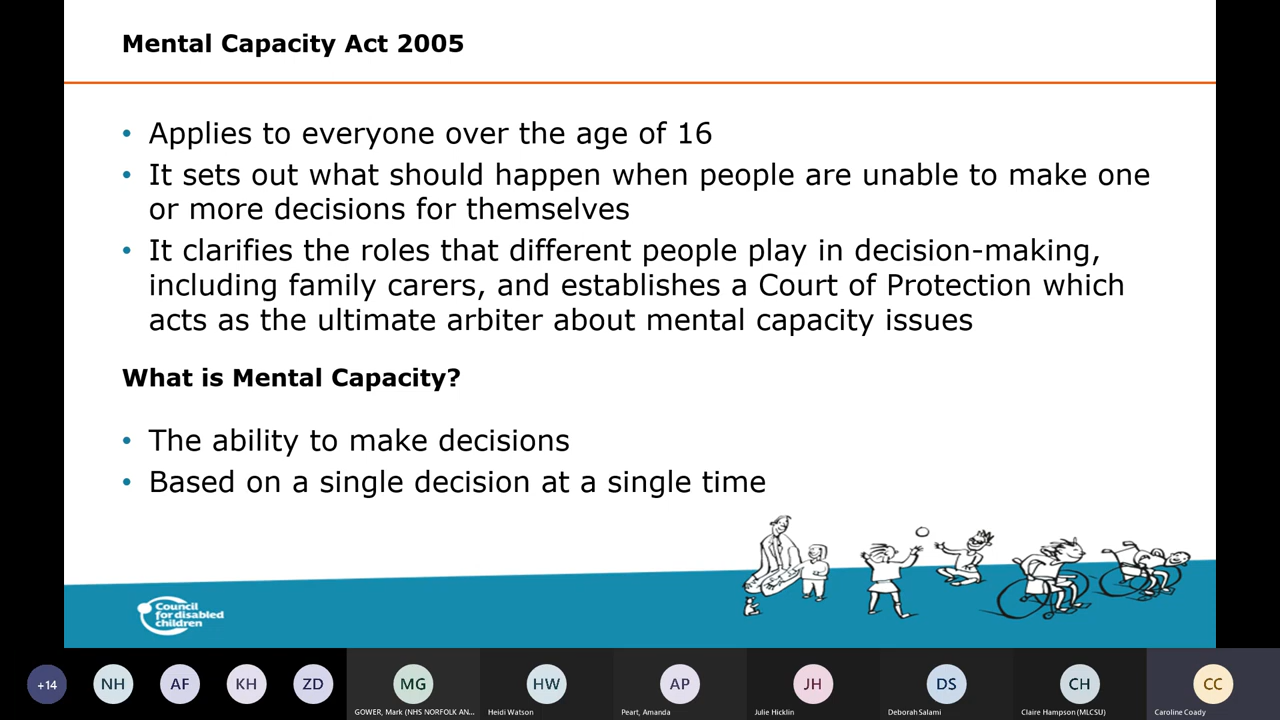 Mental Capacity Act 2005
• Applies to everyone over the age of 16
• It sets out what should happen when people are unable to make one
or more decisions for themselves
• It clarifies the roles that different people play in decision-making,
including family carers, and establishes a Court of Protection which
acts as the ultimate arbiter about mental capacity issues
What is Mental Capacity?
• The ability to make decisions
• Based on a single decision at a single time
Council
for disabled
children
+14 NH AF KH ZD MG HW AP JH DS CH CC
GOWER, Mark (NHS NORFOLK AN... Heidi Watson Peart, Amanda Julie Hicklin Deborah Salami Claire Hampson (MLCSU) Caroline Coady